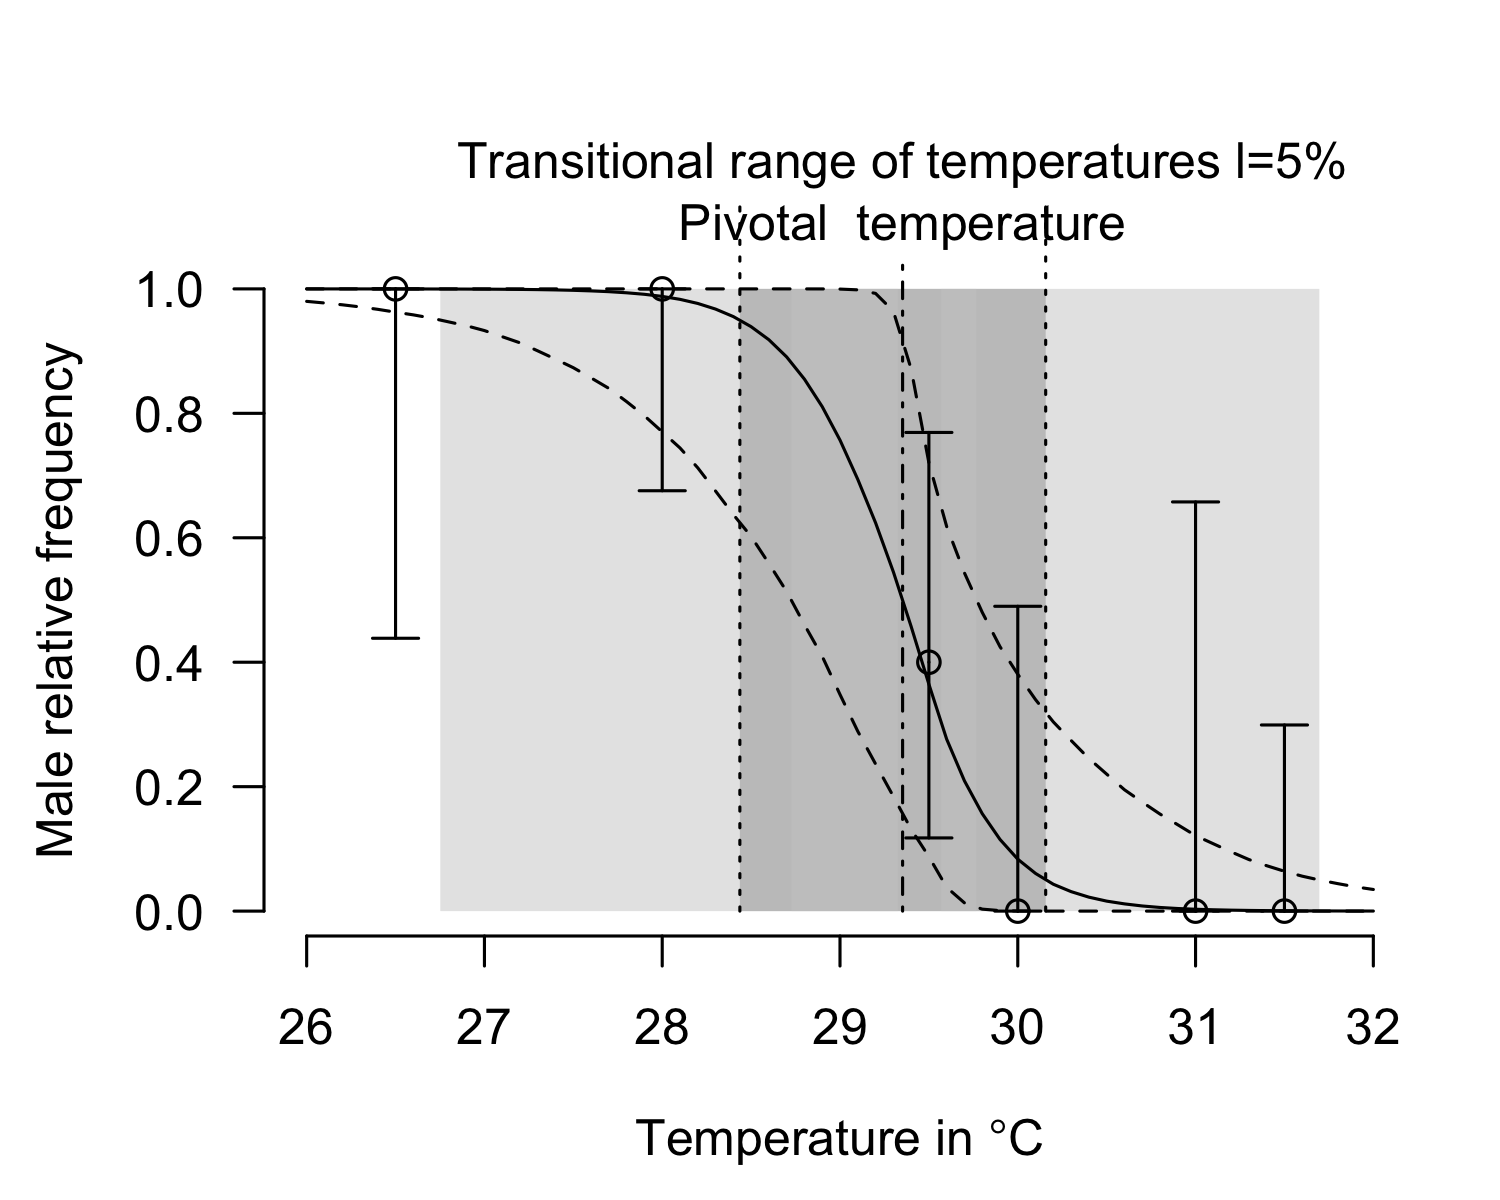 Transitional range of temperatures l=5%
Pivotal  temperature
1.0
0.8
0.6
0.4
0.2
0.0
Male relative frequency
26 27 28 29 30 31 32
Temperature in °C